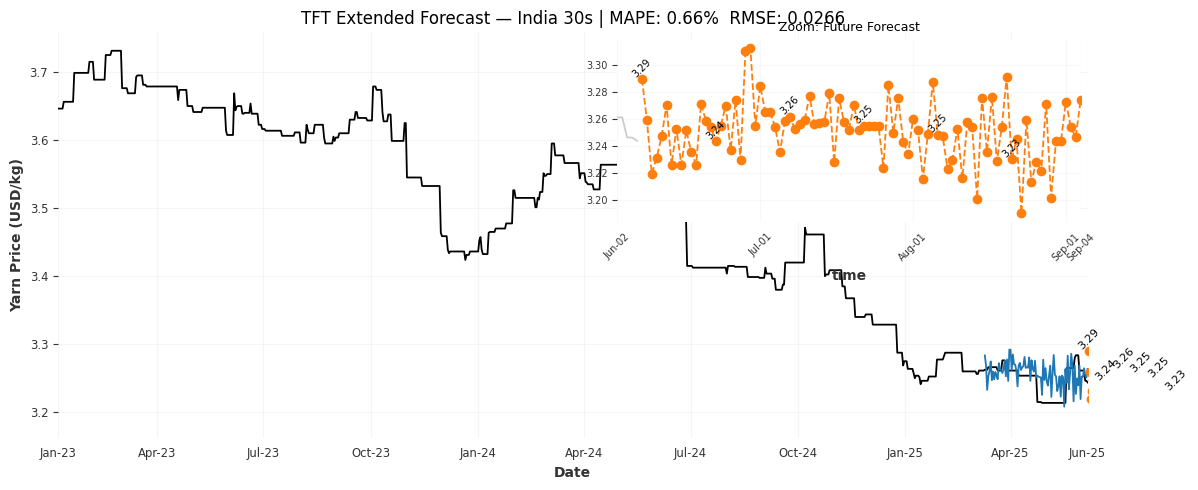 TFT Extended Forecast — India 30s | MAPE: 0.66%  RMSE: 0.0266
Zoom: Future Forecast
3.30
3.28
3.26
3.24
3.22
3.20
3.29
3.24
3.26
3.25
3.25
3.23
Jun-02
Jul-01
Aug-01
Sep-01
Sep-04
time
Yarn Price (USD/kg)
3.7
3.6
3.5
3.4
3.3
3.2
3.29
3.24
3.26
3.25
3.25
3.23
Jan-23
Apr-23
Jul-23
Oct-23
Jan-24
Apr-24
Jul-24
Oct-24
Jan-25
Apr-25
Jun-25
Date